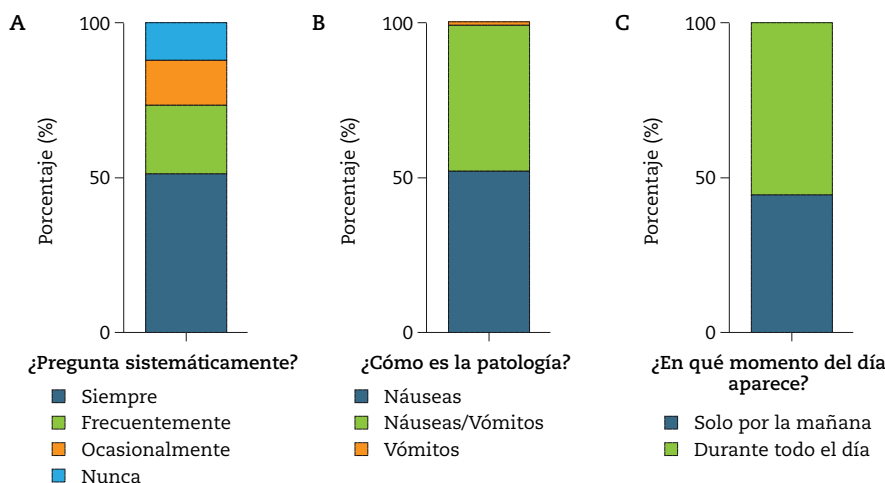 A
100
50
0
Porcentaje (%)
¿Pregunta sistemáticamente?
Siempre
Frecuentemente
Ocasionalmente
Nunca
B
100
50
0
Porcentaje (%)
¿Cómo es la patología?
Náuseas
Náuseas/Vómitos
Vómitos
C
100
50
0
Porcentaje (%)
¿En qué momento del día
aparece?
Solo por la mañana
Durante todo el día